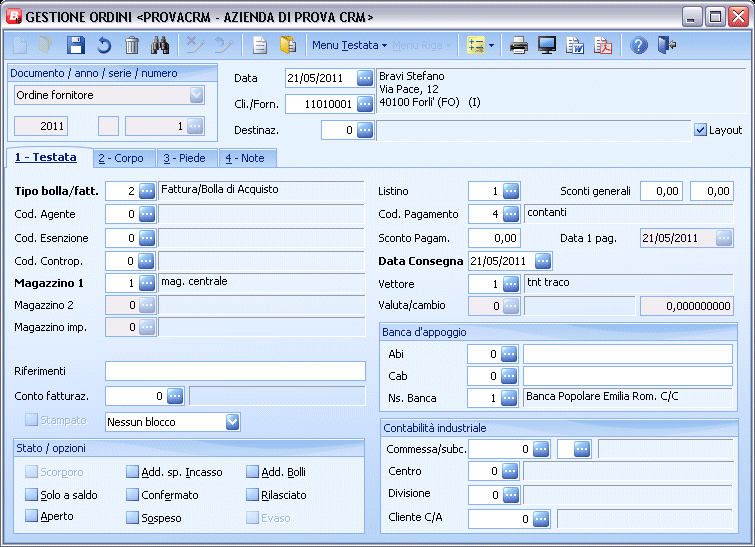 GESTIONE ORDINI <PROVACRM - AZIENDA DI PROVA CRM>
Menu Testata Menu Riga
Documento / anno / serie / numero
Ordine fornitore
2011 1
Data 21/05/2011
Cli./Forn. 11010001
Destinaz. 0
Bravi Stefano
Via Pace, 12
40100 Forli' (FO) (I)
Layout
1 - Testata 2 - Corpo 3 - Piede 4 - Note
Tipo bolla/fatt. 2 Fattura/Bolla di Acquisto
Cod. Agente 0
Cod. Esenzione 0
Cod. Controp. 0
Magazzino 1 1 mag. centrale
Magazzino 2 0
Magazzino imp. 0
Riferimenti
Conto fatturaz. 0
Stampato Nessun blocco
Stato / opzioni
Scorporo Add. sp. Incasso Add. Bolli
Solo a saldo Confermato Rilasciato
Aperto Sospeso Evaso
Listino 1 Sconti generali 0,00 0,00
Cod. Pagamento 4 contanti
Sconto Pagam. 0,00 Data 1 pag. 21/05/2011
Data Consegna 21/05/2011
Vettore 1 tnt traco
Valuta/cambio 0 0,000000000
Banca d'appoggio
Abi 0
Cab 0
Ns. Banca 1 Banca Popolare Emilia Rom. C/C
Contabilità industriale
Commessa/subc. 0
Centro 0
Divisione 0
Cliente C/A 0